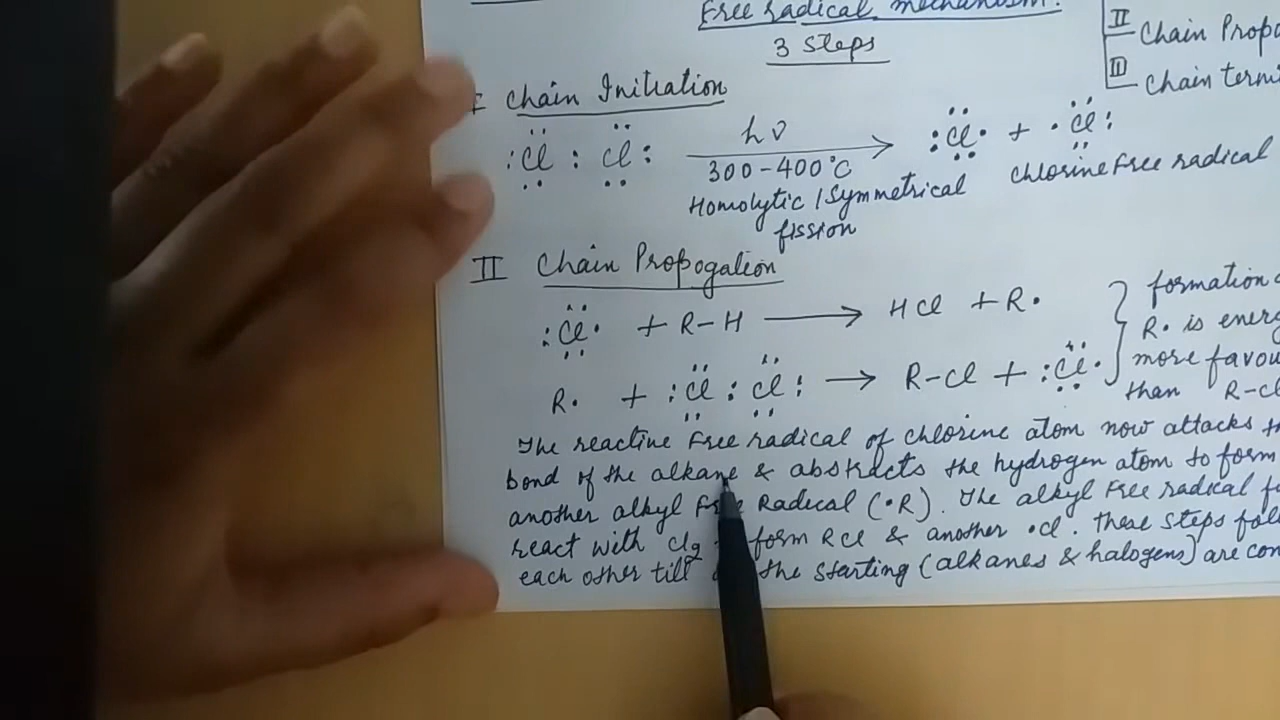 Free radical mechanism.
3 Steps
II Chain Propo
III Chain termi
I Chain Initiation
:Cl : Cl: hν 300-400°C :Cl· + ·Cl:
Homolytic / Symmetrical fission
Chlorine Free radical
II Chain Propogation
:Cl· + R-H → HCl + R·
R· + :Cl : Cl: → R-Cl + :Cl·
formation
R· is energ
more favou
than R-Cl
The reactive Free radical of chlorine atom now attacks th
bond of the alkane & abstracts the hydrogen atom to form
another alkyl Free Radical (·R). The alkyl Free radical
react with Cl2 form RCl & another ·Cl. These steps fol
each other till the starting (alkanes & halogens) are con